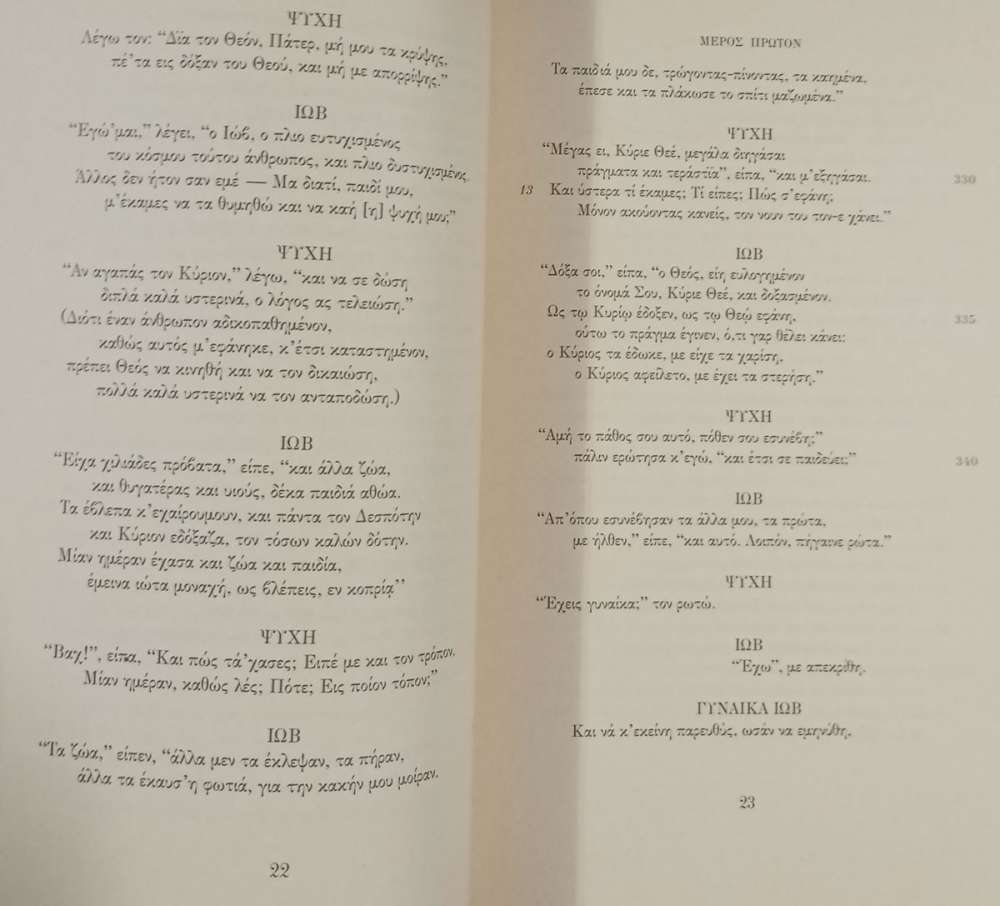 ΨΥΧΗ
Λέγω τον: “Δϊα τον Θεόν, Πάτερ, μή μου τα κρύψης,
πέ’τα εις δόξαν του Θεού, και μή με απορρίψης.”
ΙΩΒ
“Εγώ’μαι,” λέγει, “ο Ιώβ, ο πλιο ευτυχισμένος
του κόσμου τούτου άνθρωπος, και πλιο δυστυχισμένος.
Άλλος δεν ήτον σαν εμέ — Μα διατί, παιδί μου,
μ’έκαμες να τα θυμηθώ και να καή [η] ψυχή μου;”
ΨΥΧΗ
“Αν αγαπάς τον Κύριον,” λέγω, “και να σε δώση
διπλά καλά υστερινά, ο λόγος ας τελειώση.”
(Διότι έναν άνθρωπον αδικοπαθημένον,
καθώς αυτός μ’εφάνηκε, κ’έτσι καταστημένον,
πρέπει Θεός να κινηθή και να τον δικαιώση,
πολλά καλά υστερινά να τον ανταποδώση.)
ΙΩΒ
“Είχα χιλιάδες πρόβατα,” είπε, “και άλλα ζώα,
και θυγατέρας και υιούς, δέκα παιδιά αθώα.
Τα έβλεπα κ’εχαίρουμουν, και πάντα τον Δεσπότην
και Κύριον εδόξαζα, τον τόσων καλών δότην.
Μίαν ημέραν έχασα και ζώα και παιδία,
έμεινα ιώτα μοναχή, ως βλέπεις, εν κοπρίᾳ”
ΨΥΧΗ
“Βαχ!”, είπα, “Και πώς τά’χασες; Ειπέ με και τον τρόπον.
Μίαν ημέραν, καθώς λές; Πότε; Εις ποίον τόπον;”
ΙΩΒ
“Τα ζώα,” είπεν, “άλλα μεν τα έκλεψαν, τα πήραν,
άλλα τα έκαυσ’η φωτιά, για την κακήν μου μοίραν.
22
ΜΕΡΟΣ ΠΡΩΤΟΝ
Τα παιδιά μου δε, τρώγοντας-πίνοντας, τα καημένα,
έπεσε και τα πλάκωσε το σπίτι μαζωμένα.”
ΨΥΧΗ
“Μέγας ει, Κύριε Θεέ, μεγάλα διηγάσαι
πράγματα και τεράστϊα”, είπα, “και μ’εξηγάσαι. 330
13 Και ύστερα τί έκαμες; Τί είπες; Πώς σ’εφάνη;
Μόνον ακούοντας κανείς, τον νουν του τον-ε χάνει.”
ΙΩΒ
“Δόξα σοι,” είπα, “ο Θεός, είη ευλογημένον
το όνομά Σου, Κύριε Θεέ, και δοξασμένον.
Ως τῳ Κυρίῳ έδοξεν, ως τῳ Θεώ εφάνη, 335
ούτω το πράγμα έγινεν, ό,τι γαρ θέλει κάνει:
ο Κύριος τα έδωκε, με είχε τα χαρίση,
ο Κύριος αφείλετο, με έχει τα στερήση.”
ΨΥΧΗ
“Αμή το πάθος σου αυτό, πόθεν σου εσυνέβη;”
πάλιν ερώτησα κ’εγώ, “και έτσι σε παιδεύει;” 340
ΙΩΒ
“Απ’όπου εσυνέβησαν τα άλλα μου, τα πρώτα,
με ήλθεν,” είπε, “και αυτό. Λοιπόν, πήγαινε ρώτα.”
ΨΥΧΗ
“Έχεις γυναίκα;” τον ρωτώ.
ΙΩΒ
“Έχω”, με απεκρίθη.
ΓΥΝΑΙΚΑ ΙΩΒ
Και νά κ’εκείνη παρευθύς, ωσάν να εμηνύθη,
23